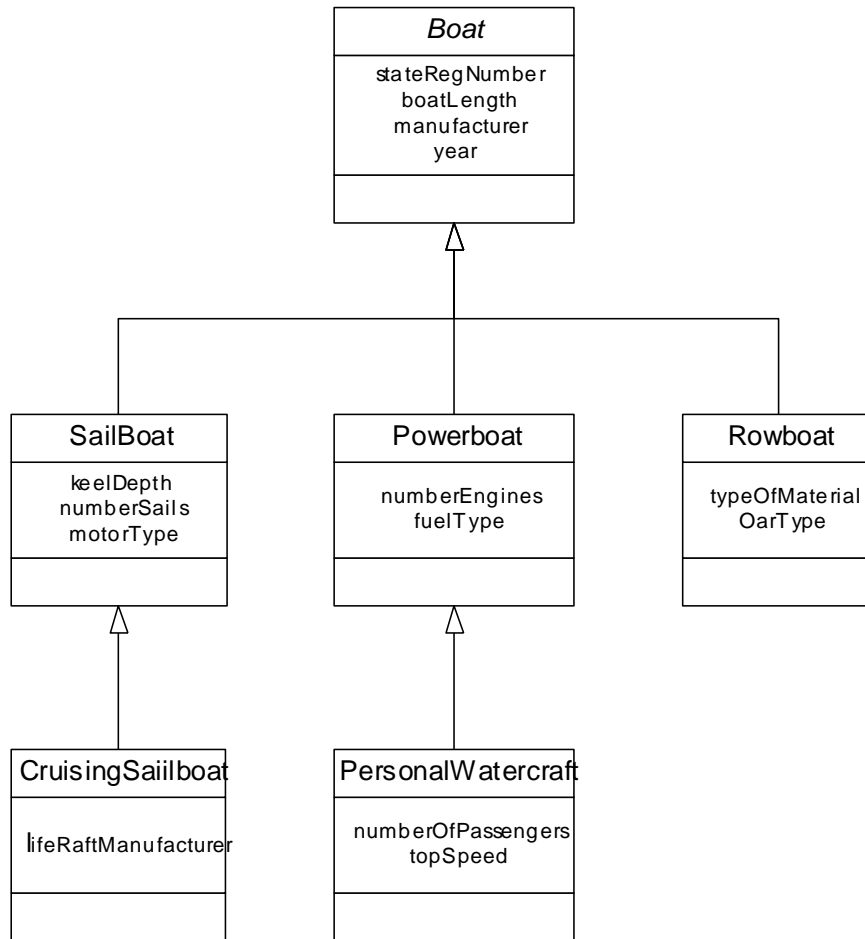 Boat
stateRegNumber
boatLength
manufacturer
year
SailBoat
keelDepth
numberSails
motorType
Powerboat
numberEngines
fuelType
Rowboat
typeOfMaterial
OarType
CruisingSaiilboat
lifeRaftManufacturer
PersonalWatercraft
numberOfPassengers
topSpeed